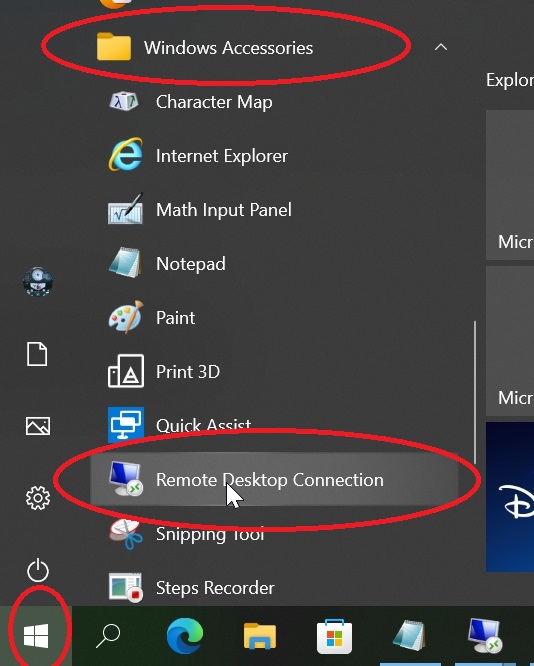 Windows Accessories
Explor
Character Map
Internet Explorer
Math Input Panel
Micr
Notepad
Paint
Print 3D
Micr
Quick Assist
Remote Desktop Connection
Snipping Tool
Steps Recorder